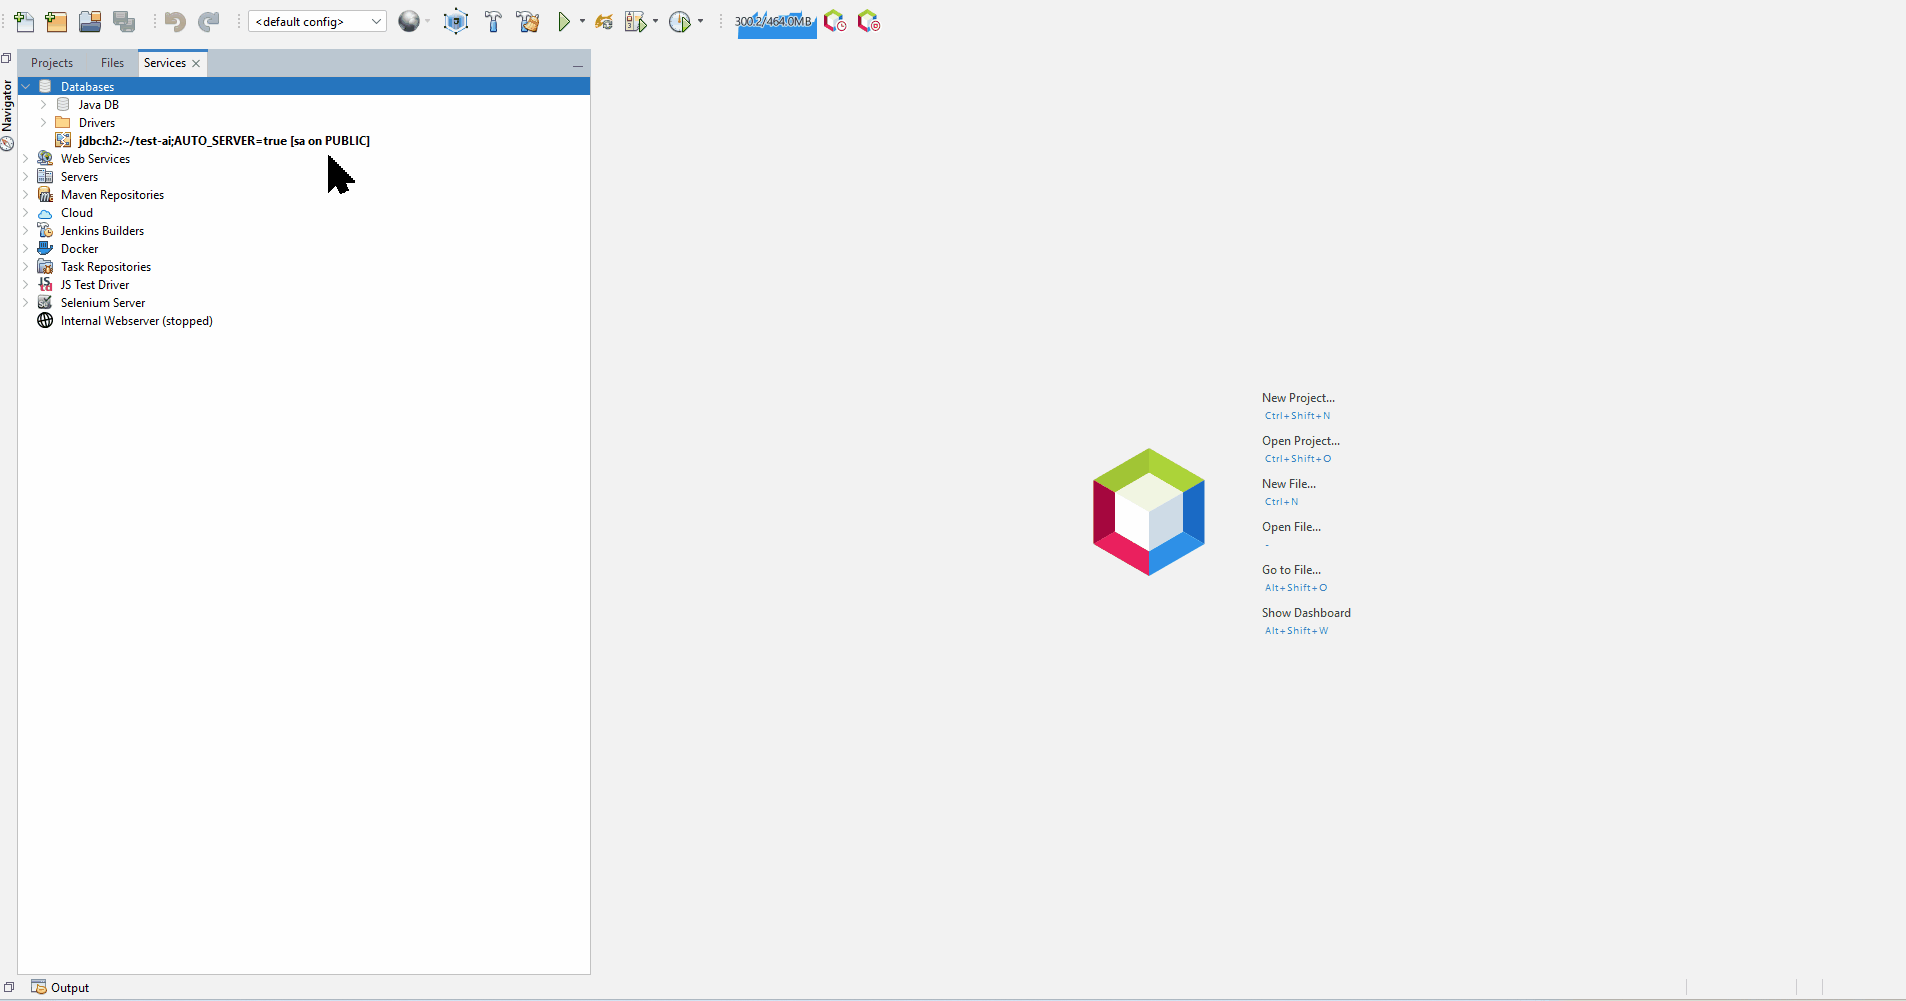 <default config>
300.2/464.0MB
Projects
Files
Services
Navigator
Databases
Java DB
Drivers
jdbc:h2:~/test-ai;AUTO_SERVER=true [sa on PUBLIC]
Web Services
Servers
Maven Repositories
Cloud
Jenkins Builders
Docker
Task Repositories
JS Test Driver
Selenium Server
Internal Webserver (stopped)
New Project...
Ctrl+Shift+N
Open Project...
Ctrl+Shift+O
New File...
Ctrl+N
Open File...
-
Go to File...
Alt+Shift+O
Show Dashboard
Alt+Shift+W
Output